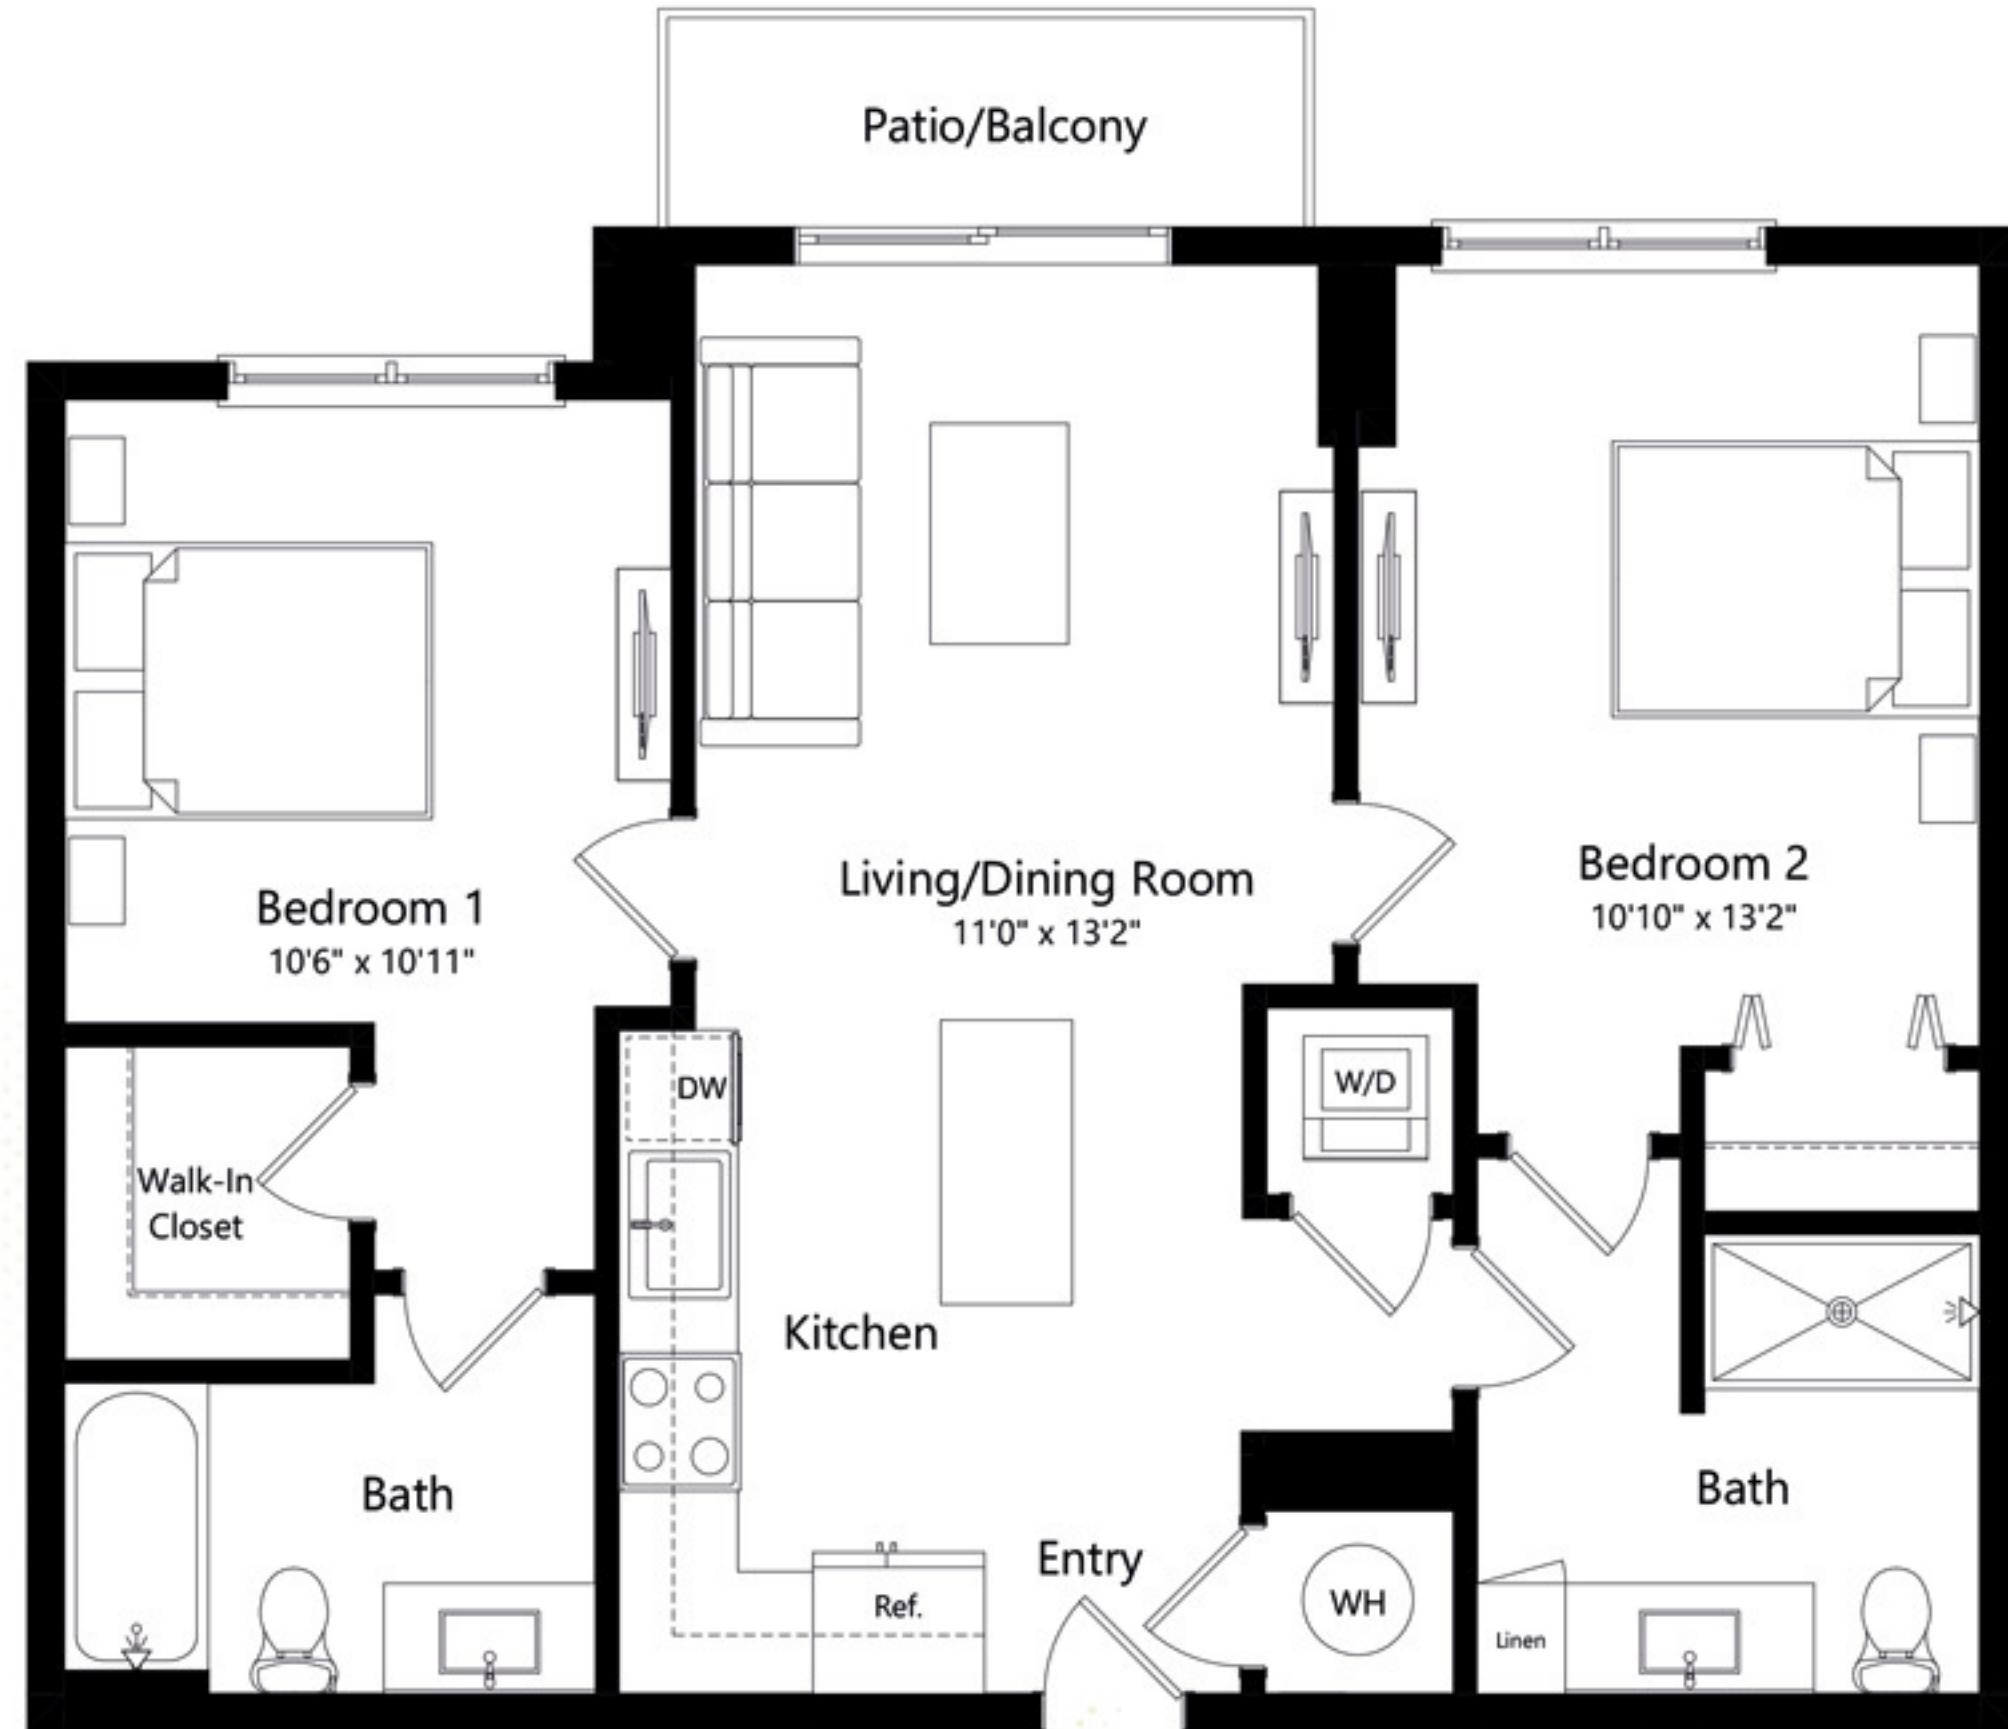 Patio/Balcony
Living/Dining Room
11'0" x 13'2"
Bedroom 2
10'10" x 13'2"
Bedroom 1
10'6" x 10'11"
DW
W/D
Walk-In
Closet
Kitchen
Bath
Bath
Entry
Ref.
WH
Linen